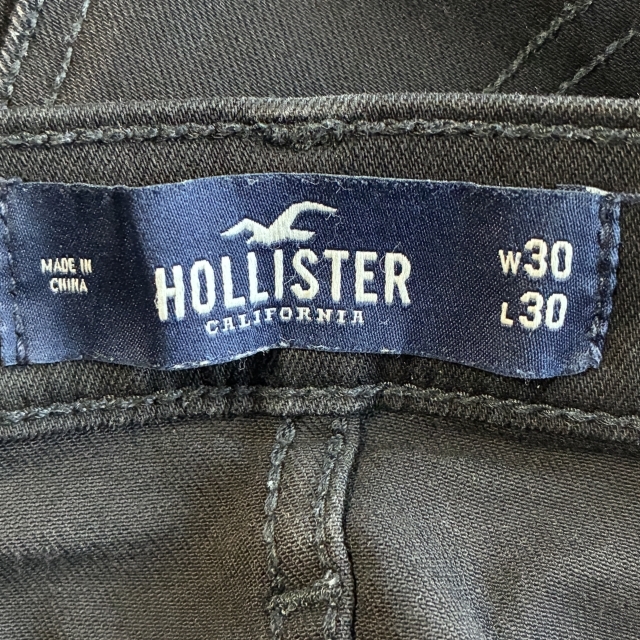 MADE IN
CHINA
HOLLISTER
CALIFORNIA
W30
L30